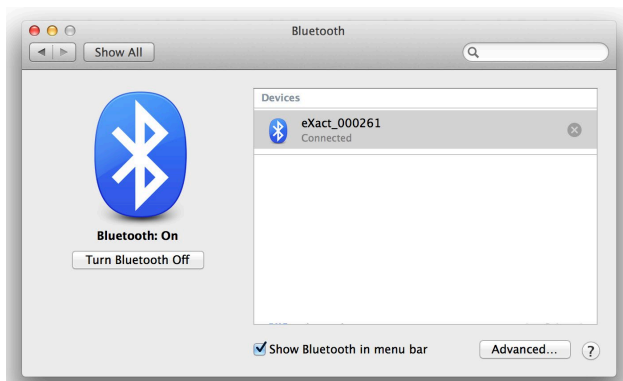 Bluetooth
Show All
Devices
eXact_000261
Connected
Bluetooth: On
Turn Bluetooth Off
Show Bluetooth in menu bar
Advanced...
?